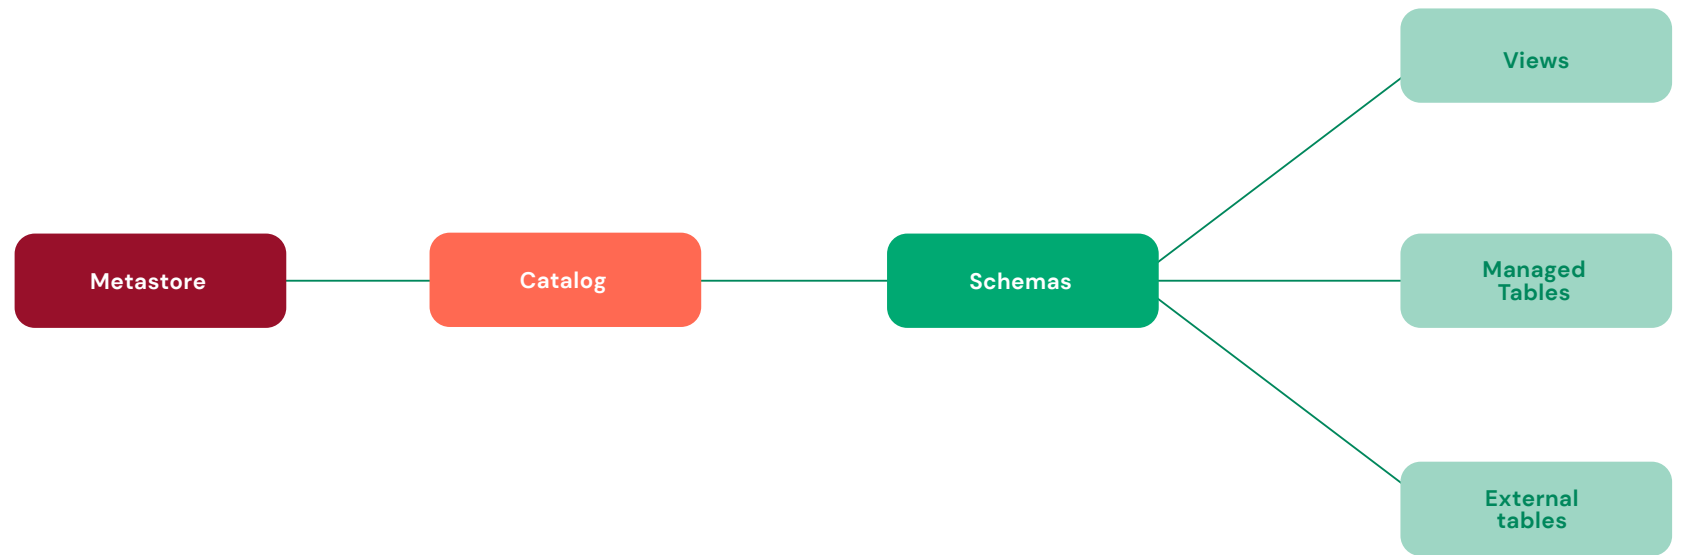 Views
Metastore
Catalog
Schemas
Managed
Tables
External
tables